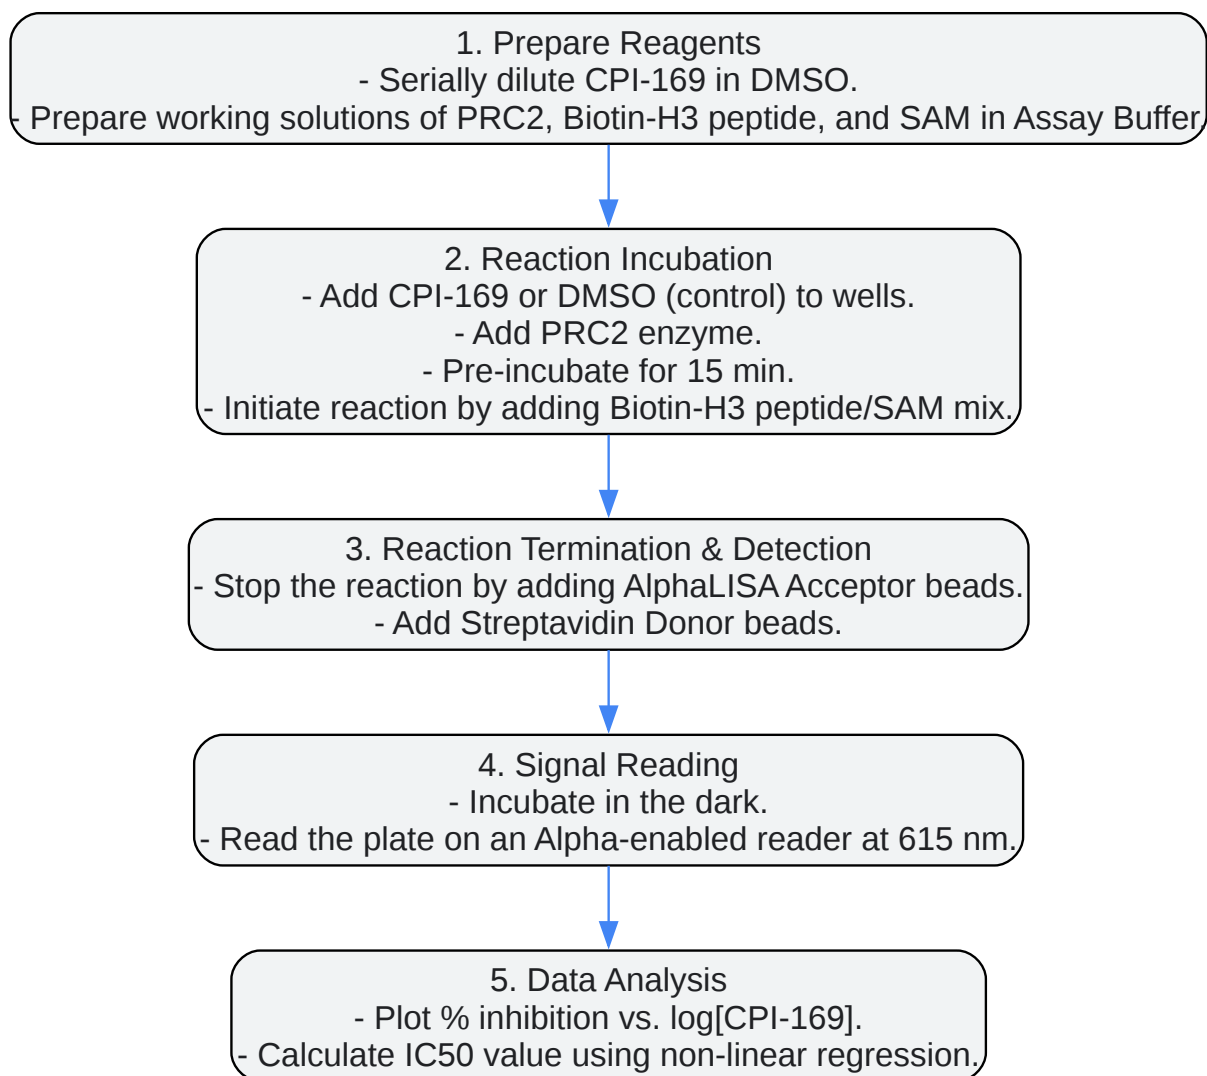 1. Prepare Reagents
- Serially dilute CPI-169 in DMSO.
- Prepare working solutions of PRC2, Biotin-H3 peptide, and SAM in Assay Buffer.
2. Reaction Incubation
- Add CPI-169 or DMSO (control) to wells.
- Add PRC2 enzyme.
- Pre-incubate for 15 min.
- Initiate reaction by adding Biotin-H3 peptide/SAM mix.
3. Reaction Termination & Detection
- Stop the reaction by adding AlphaLISA Acceptor beads.
- Add Streptavidin Donor beads.
4. Signal Reading
- Incubate in the dark.
- Read the plate on an Alpha-enabled reader at 615 nm.
5. Data Analysis
- Plot % inhibition vs. log[CPI-169].
- Calculate IC50 value using non-linear regression.